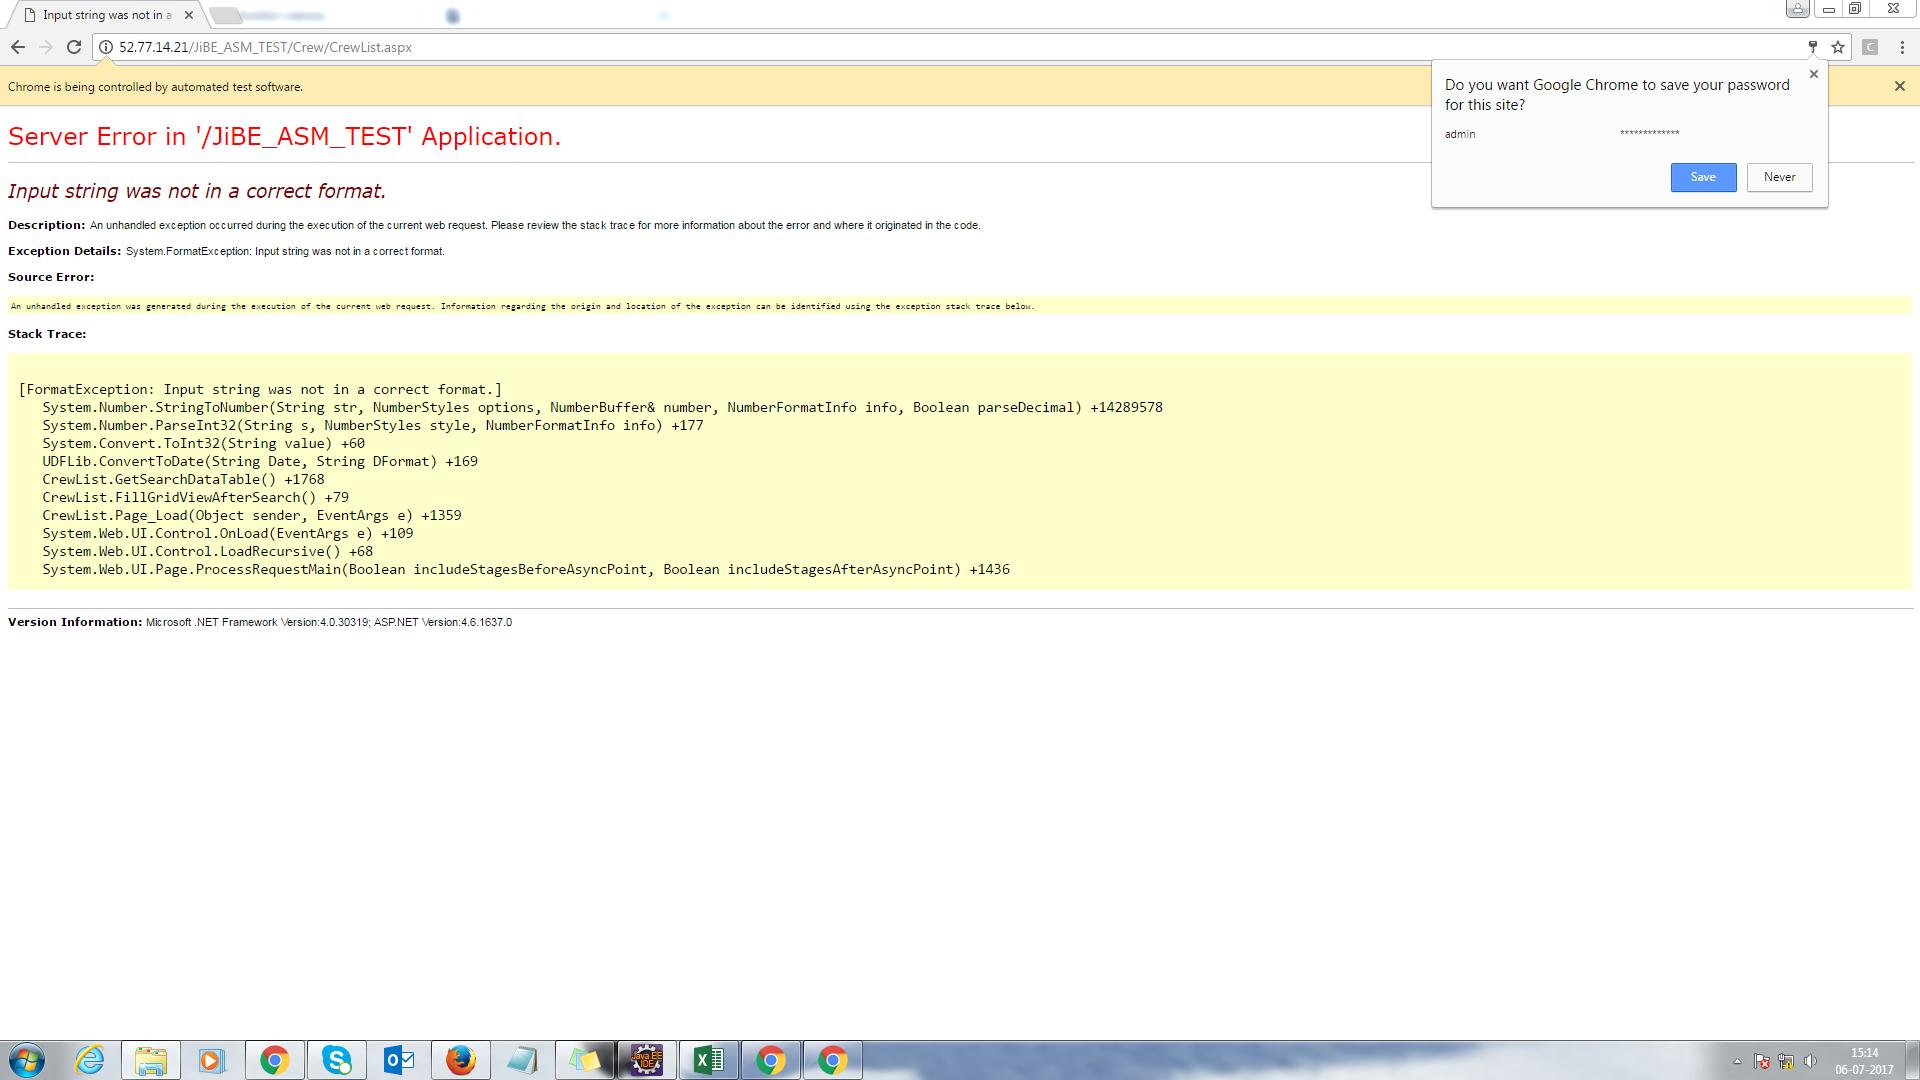 Input string was not in a
52.77.14.21/JiBE_ASM_TEST/Crew/CrewList.aspx
C
Chrome is being controlled by automated test software.
Do you want Google Chrome to save your password
for this site?
admin *************
Save Never
Server Error in '/JiBE_ASM_TEST' Application.
Input string was not in a correct format.
Description: An unhandled exception occurred during the execution of the current web request. Please review the stack trace for more information about the error and where it originated in the code.
Exception Details: System.FormatException: Input string was not in a correct format.
Source Error:
An unhandled exception was generated during the execution of the current web request. Information regarding the origin and location of the exception can be identified using the exception stack trace below.
Stack Trace:
[FormatException: Input string was not in a correct format.]
System.Number.StringToNumber(String str, NumberStyles options, NumberBuffer& number, NumberFormatInfo info, Boolean parseDecimal) +14289578
System.Number.ParseInt32(String s, NumberStyles style, NumberFormatInfo info) +177
System.Convert.ToInt32(String value) +60
UDFLib.ConvertToDate(String Date, String DFormat) +169
CrewList.GetSearchDataTable() +1768
CrewList.FillGridViewAfterSearch() +79
CrewList.Page_Load(Object sender, EventArgs e) +1359
System.Web.UI.Control.OnLoad(EventArgs e) +109
System.Web.UI.Control.LoadRecursive() +68
System.Web.UI.Page.ProcessRequestMain(Boolean includeStagesBeforeAsyncPoint, Boolean includeStagesAfterAsyncPoint) +1436
Version Information: Microsoft .NET Framework Version:4.0.30319; ASP.NET Version:4.6.1637.0
Java EE
IDE
15:14
06-07-2017